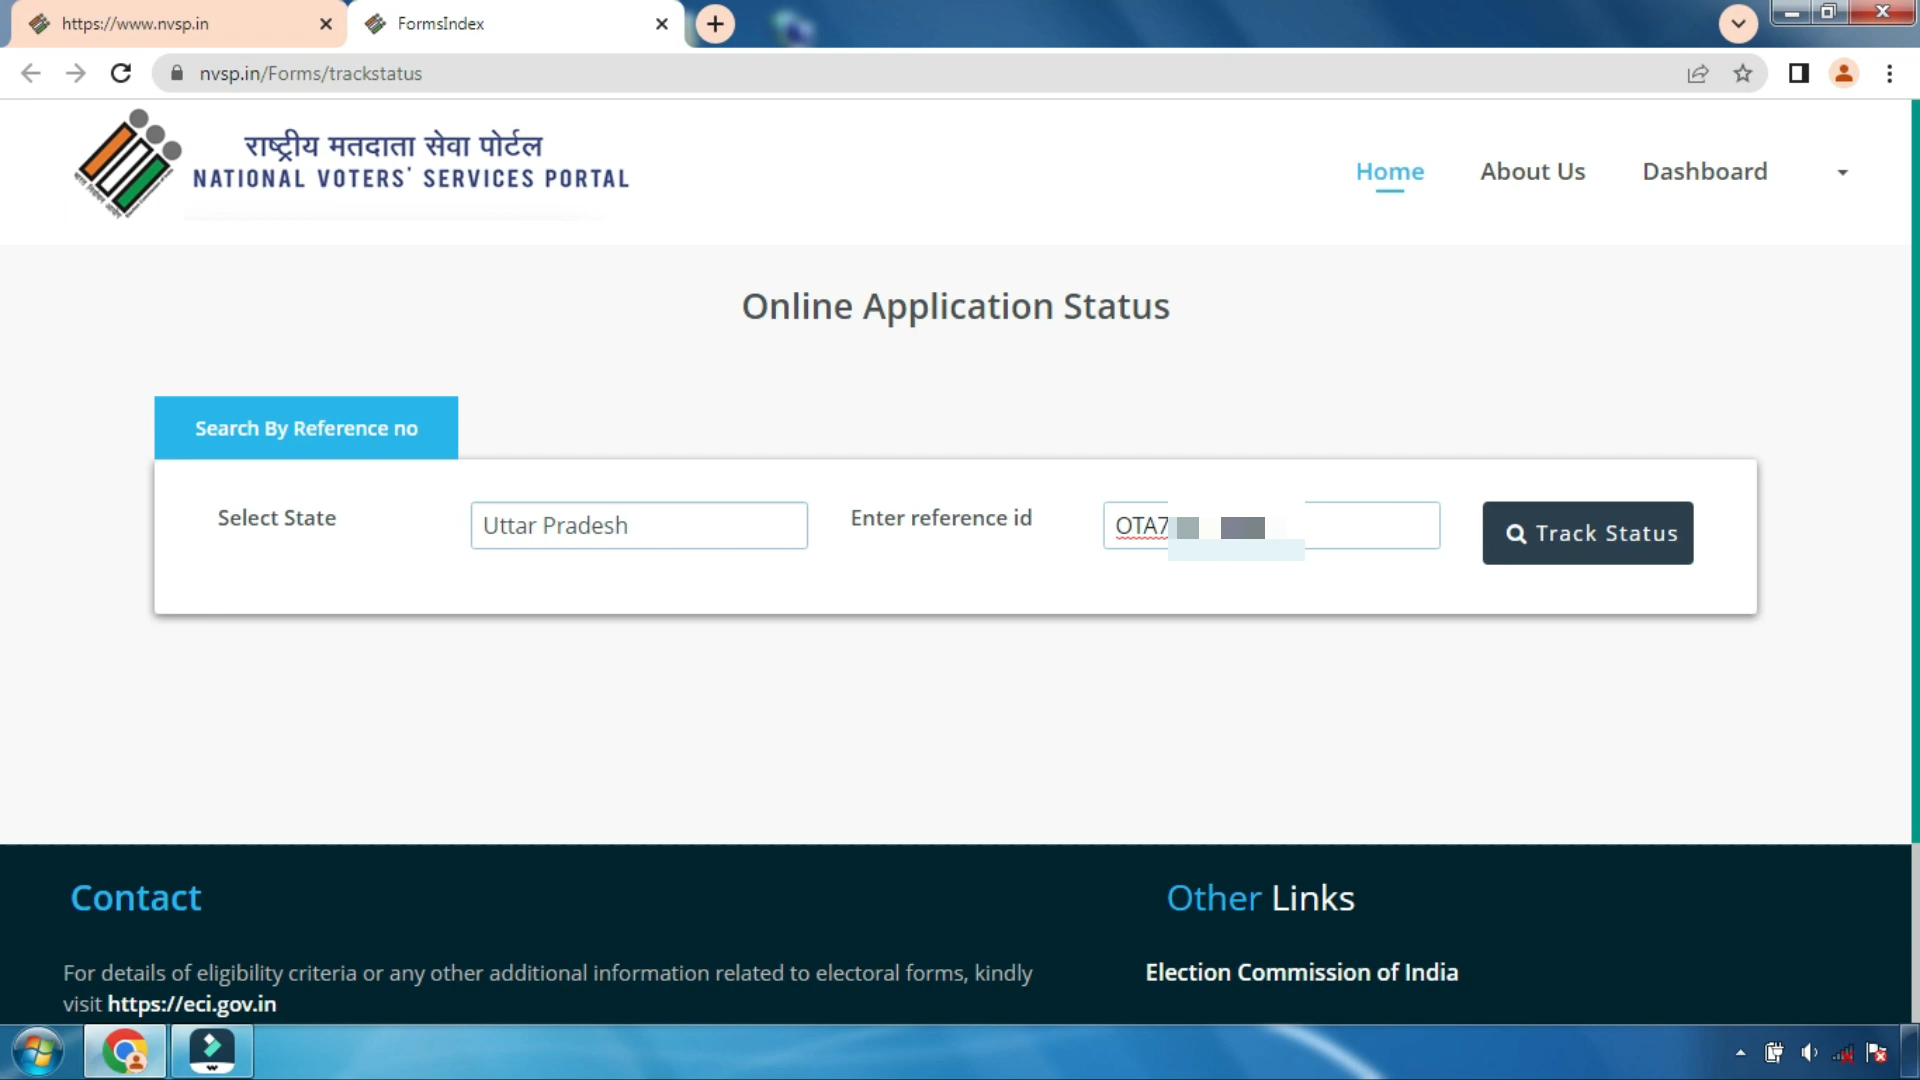 https://www.nvsp.in
FormsIndex
nvsp.in/Forms/trackstatus
राष्ट्रीय मतदाता सेवा पोर्टल
NATIONAL VOTERS' SERVICES PORTAL
Home About Us Dashboard
Online Application Status
Search By Reference no
Select State Uttar Pradesh Enter reference id OTA7 Track Status
Contact
For details of eligibility criteria or any other additional information related to electoral forms, kindly
visit https://eci.gov.in
Other Links
Election Commission of India